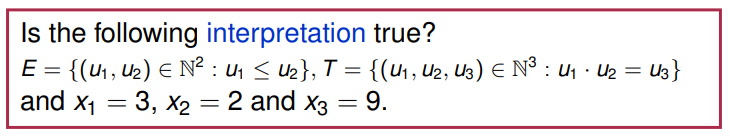 Is the following interpretation true?
E = {(u₁, u₂) ∈ ℕ² : u₁ ≤ u₂}, T = {(u₁, u₂, u₃) ∈ ℕ³ : u₁ · u₂ = u₃}
and x₁ = 3, x₂ = 2 and x₃ = 9.